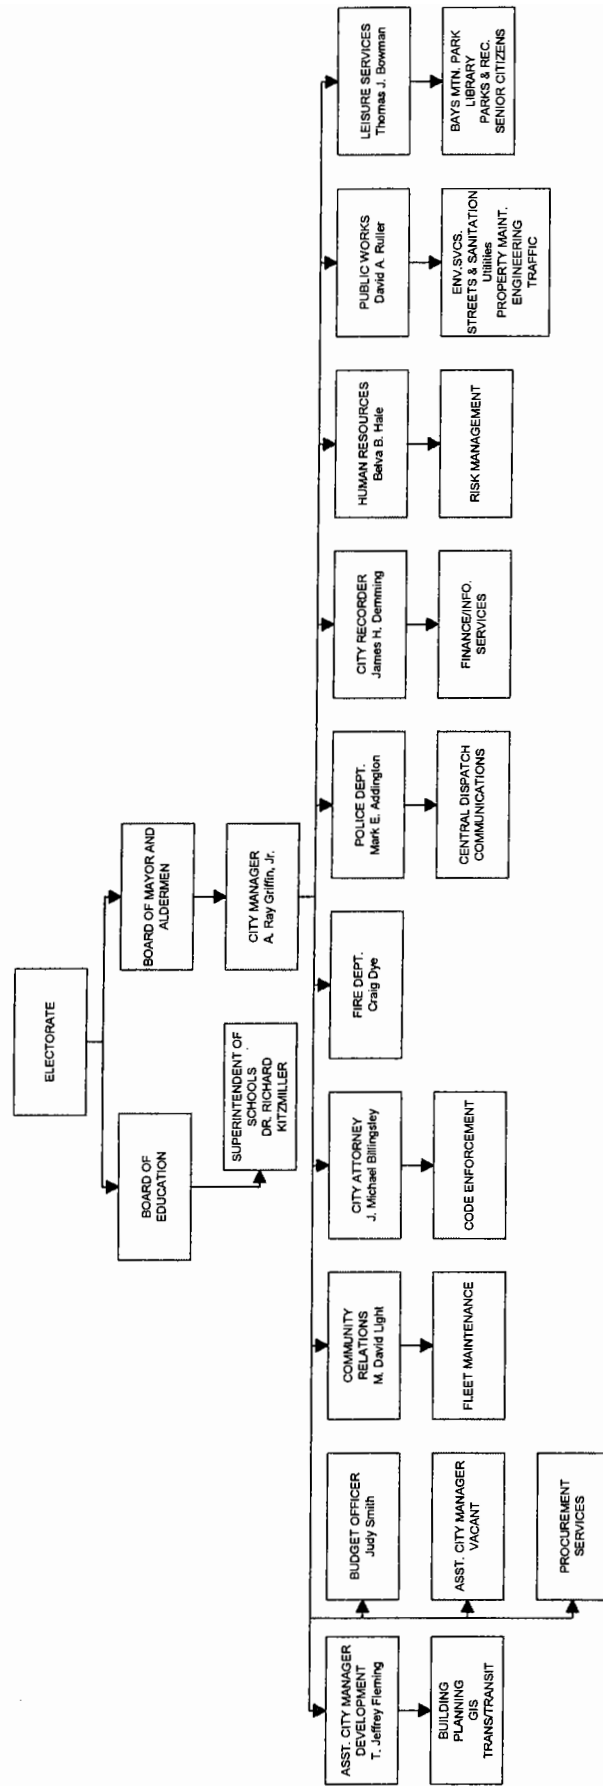 ELECTORATE
BOARD OF
EDUCATION
BOARD OF MAYOR AND
ALDERMEN
SUPERINTENDENT OF
SCHOOLS
DR. RICHARD
KITZMILLER
CITY MANAGER
A. Ray Griffin, Jr.
ASST. CITY MANAGER
DEVELOPMENT
T. Jeffrey Fleming
BUDGET OFFICER
Judy Smith
COMMUNITY
RELATIONS
M. David Light
CITY ATTORNEY
J. Michael Billingsley
FIRE DEPT.
Craig Dye
POLICE DEPT.
Mark E. Addington
CITY RECORDER
James H. Demming
HUMAN RESOURCES
Belva B. Hale
PUBLIC WORKS
David A. Ruller
LEISURE SERVICES
Thomas J. Bowman
BUILDING
PLANNING
GIS
TRANS/TRANSIT
ASST. CITY MANAGER
VACANT
FLEET MAINTENANCE
CODE ENFORCEMENT
CENTRAL DISPATCH
COMMUNICATIONS
FINANCE/INFO.
SERVICES
RISK MANAGEMENT
ENV.SVCS.
STREETS & SANITATION
Utilities
PROPERTY MAINT.
ENGINEERING
TRAFFIC
BAYS MTN. PARK
LIBRARY
PARKS & REC.
SENIOR CITIZENS
PROCUREMENT
SERVICES